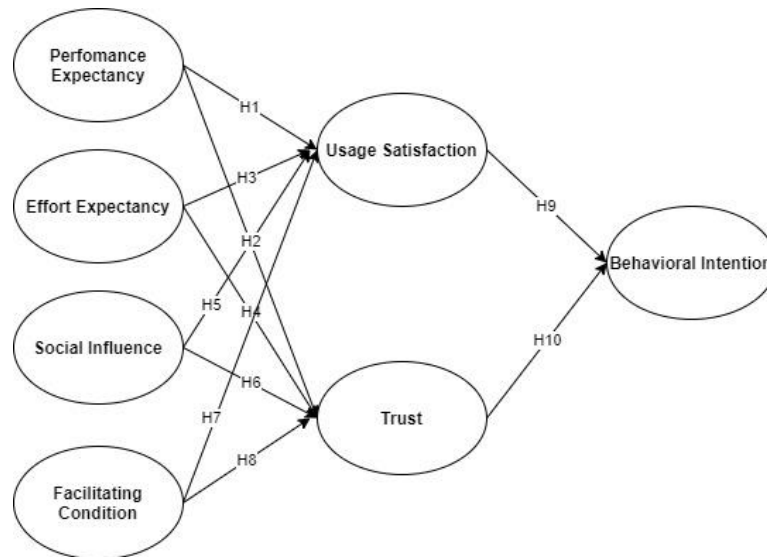 Perfomance
Expectancy
H1
Usage Satisfaction
Effort Expectancy
H3
H9
H2
Behavioral Intention
H5
H4
Social Influence
H10
H6
H7
Trust
H8
Facilitating
Condition